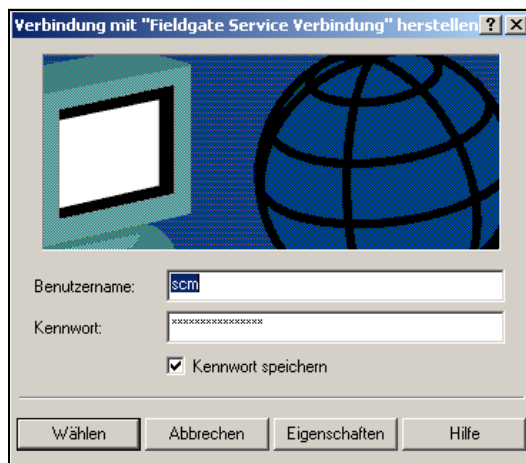 Verbindung mit "Fieldgate Service Verbindung" herstellen
Benutzername:
scm
Kennwort:
****************
Kennwort speichern
Wählen
Abbrechen
Eigenschaften
Hilfe